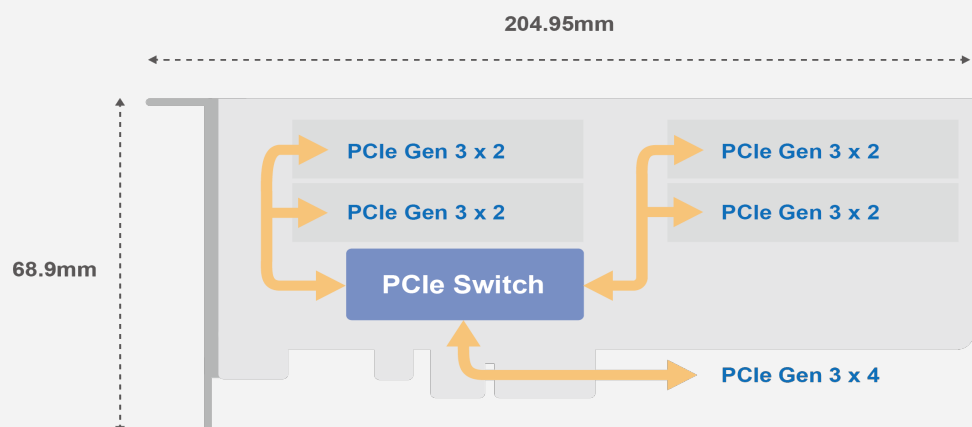 204.95mm
PCIe Gen 3 x 2
PCIe Gen 3 x 2
PCIe Gen 3 x 2
PCIe Gen 3 x 2
68.9mm
PCIe Switch
PCIe Gen 3 x 4